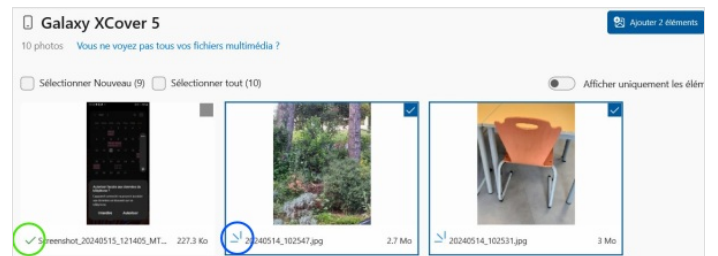 Galaxy XCover 5
Ajouter 2 éléments
10 photos Vous ne voyez pas tous vos fichiers multimédia ?
Sélectionner Nouveau (9) Sélectionner tout (10)
Afficher uniquement les élém
Screenshot_20240515_121405_MT... 227.3 Ko
20240514_102547.jpg 2.7 Mo
20240514_102531.jpg 3 Mo